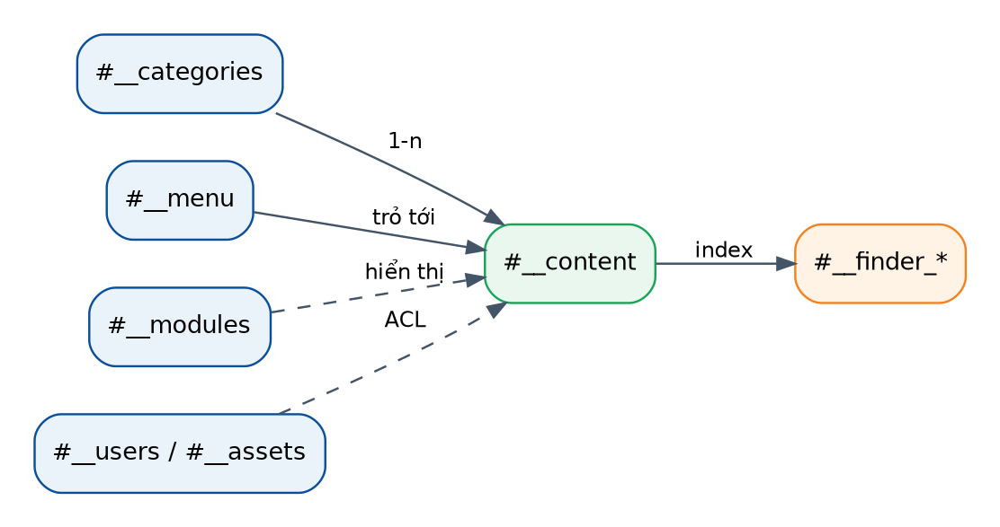 #__categories
1-n
#__menu
trỏ tới
#__content
index
#__finder_*
hiển thị
#__modules
ACL
#__users / #__assets